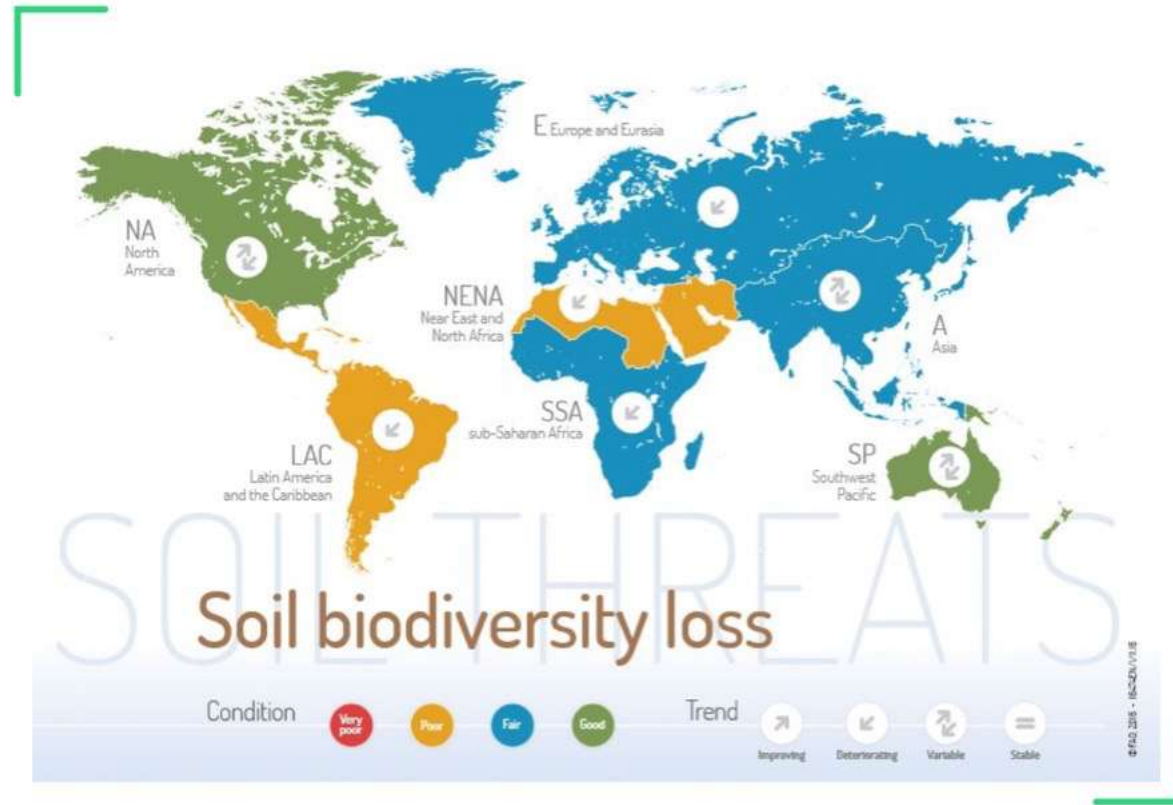 E Europe and Eurasia
NA
North
America
NENA
Near East and
North Africa
A
Asia
SSA
sub-Saharan Africa
LAC
Latin America
and the Caribbean
SP
Southwest
Pacific
SOIL THREATS
Soil biodiversity loss
Condition
Very
poor
Poor
Fair
Good
Trend
Improving
Deteriorating
Variable
Stable